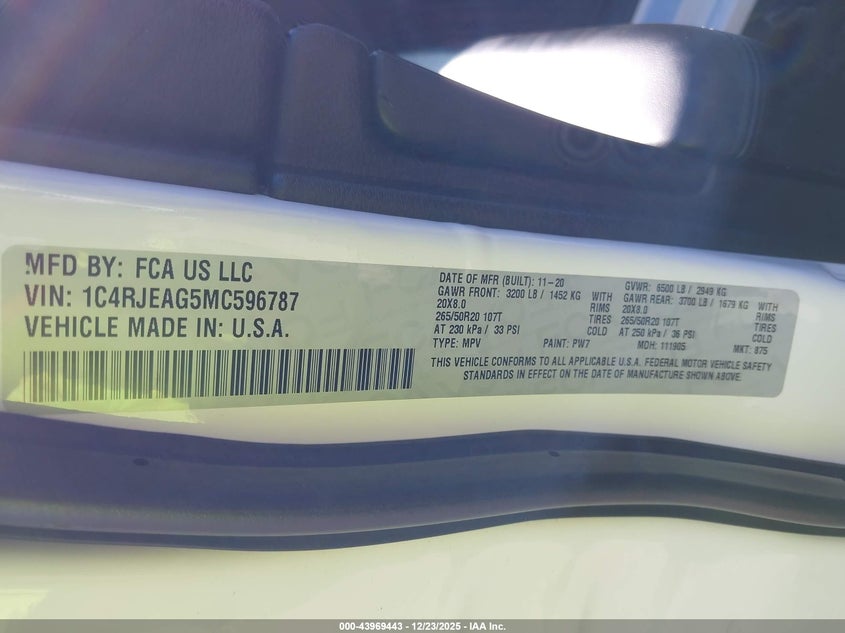 MFD BY: FCA US LLC
VIN: 1C4RJEAG5MC596787
VEHICLE MADE IN: U.S.A.
DATE OF MFR (BUILT): 11-20 GVWR: 6500 LB / 2949 KG
GAWR FRONT: 3200 LB / 1452 KG WITH GAWR REAR: 3700 LB / 1679 KG WITH
20X8.0 RIMS 20X8.0 RIMS
265/50R20 107T TIRES 265/50R20 107T TIRES
AT 230 kPa / 33 PSI COLD AT 250 kPa / 36 PSI COLD
TYPE: MPV PAINT: PW7 MDH: 111905 MKT: 875
THIS VEHICLE CONFORMS TO ALL APPLICABLE U.S.A. FEDERAL MOTOR VEHICLE SAFETY
STANDARDS IN EFFECT ON THE DATE OF MANUFACTURE SHOWN ABOVE.
000-43969443 - 12/23/2025 - IAA Inc.